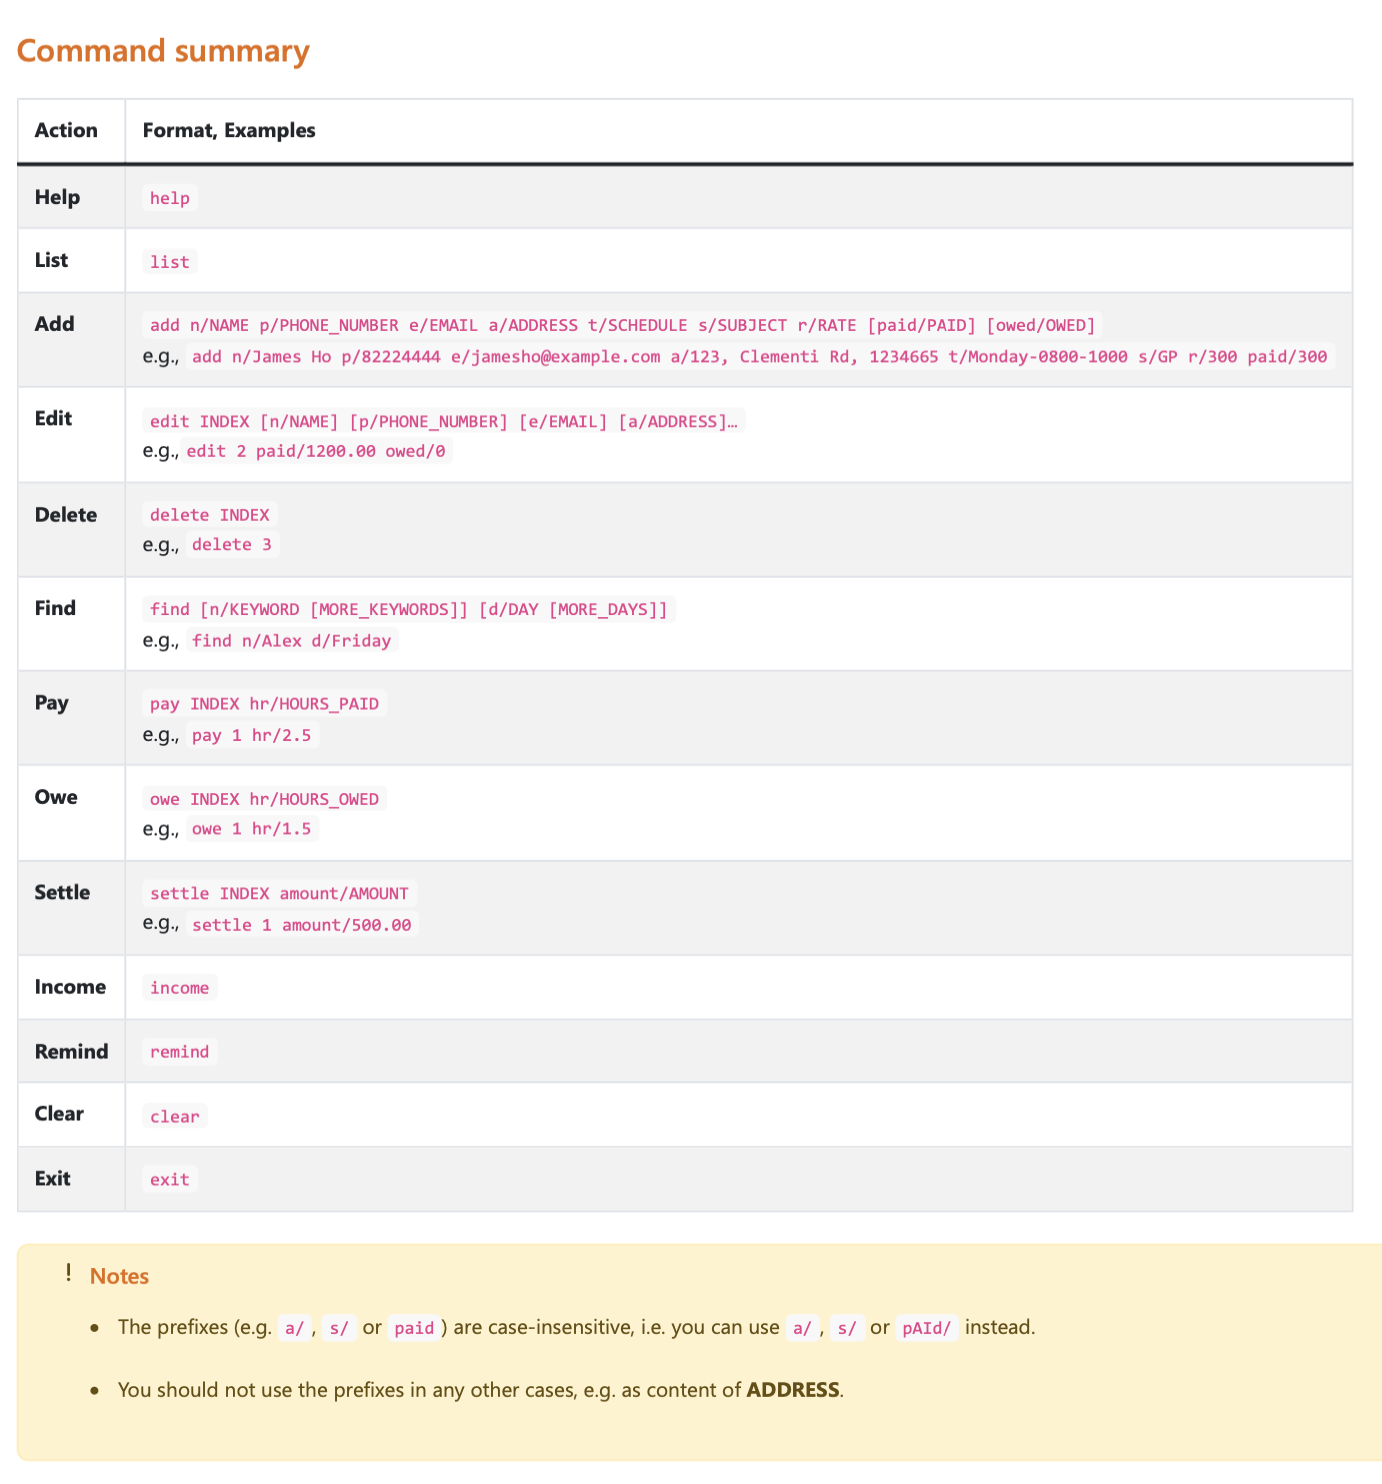 Command summary
Action Format, Examples
Help help
List list
Add add n/NAME p/PHONE_NUMBER e/EMAIL a/ADDRESS t/SCHEDULE s/SUBJECT r/RATE [paid/PAID] [owed/OWED]
e.g., add n/James Ho p/82224444 e/jamesho@example.com a/123, Clementi Rd, 1234665 t/Monday-0800-1000 s/GP r/300 paid/300
Edit edit INDEX [n/NAME] [p/PHONE_NUMBER] [e/EMAIL] [a/ADDRESS]…
e.g., edit 2 paid/1200.00 owed/0
Delete delete INDEX
e.g., delete 3
Find find [n/KEYWORD [MORE_KEYWORDS]] [d/DAY [MORE_DAYS]]
e.g., find n/Alex d/Friday
Pay pay INDEX hr/HOURS_PAID
e.g., pay 1 hr/2.5
Owe owe INDEX hr/HOURS_OWED
e.g., owe 1 hr/1.5
Settle settle INDEX amount/AMOUNT
e.g., settle 1 amount/500.00
Income income
Remind remind
Clear clear
Exit exit
! Notes
• The prefixes (e.g. a/, s/ or paid ) are case-insensitive, i.e. you can use a/, s/ or pAId/ instead.
• You should not use the prefixes in any other cases, e.g. as content of ADDRESS.